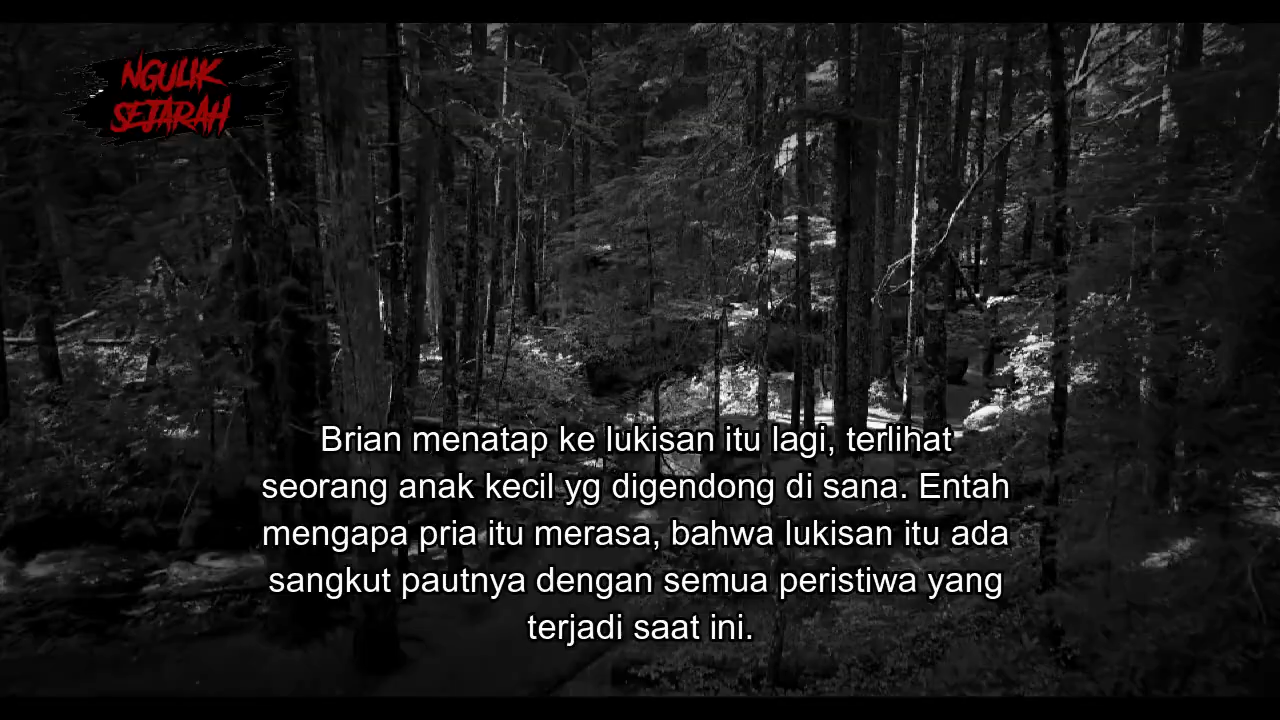 NGULIK
SEJARAH
Brian menatap ke lukisan itu lagi, terlihat
seorang anak kecil yg digendong di sana. Entah
mengapa pria itu merasa, bahwa lukisan itu ada
sangkut pautnya dengan semua peristiwa yang
terjadi saat ini.